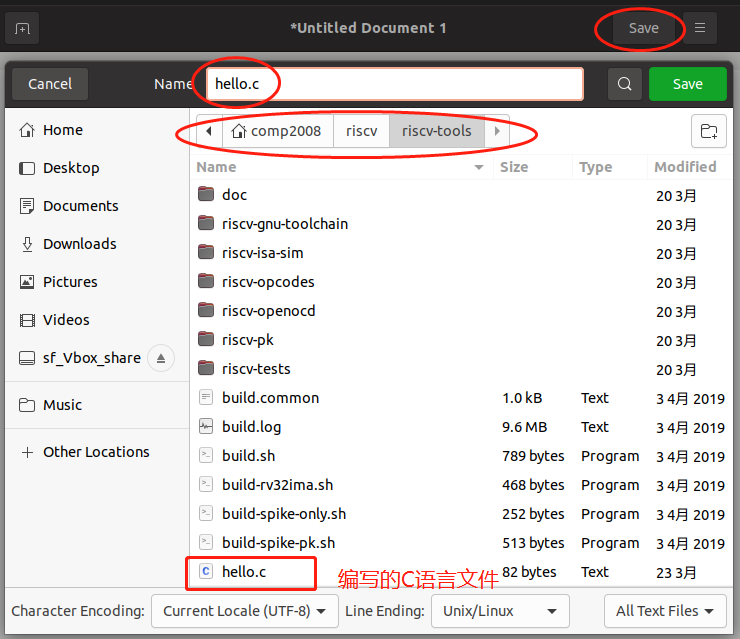 *Untitled Document 1 Save
Cancel Name hello.c Save
Home comp2008 riscv riscv-tools
Name Size Type Modified
Desktop
Documents
Downloads
Pictures
Videos
sf_Vbox_share
Music
Other Locations
doc 20 3月
riscv-gnu-toolchain 20 3月
riscv-isa-sim 20 3月
riscv-opcodes 20 3月
riscv-openocd 20 3月
riscv-pk 20 3月
riscv-tests 20 3月
build.common 1.0 kB Text 3 4月 2019
build.log 9.6 MB Text 3 4月 2019
build.sh 789 bytes Program 3 4月 2019
build-rv32ima.sh 468 bytes Program 3 4月 2019
build-spike-only.sh 252 bytes Program 3 4月 2019
build-spike-pk.sh 513 bytes Program 3 4月 2019
hello.c 编写的C语言文件 82 bytes Text 23 3月
Character Encoding: Current Locale (UTF-8) Line Ending: Unix/Linux All Text Files